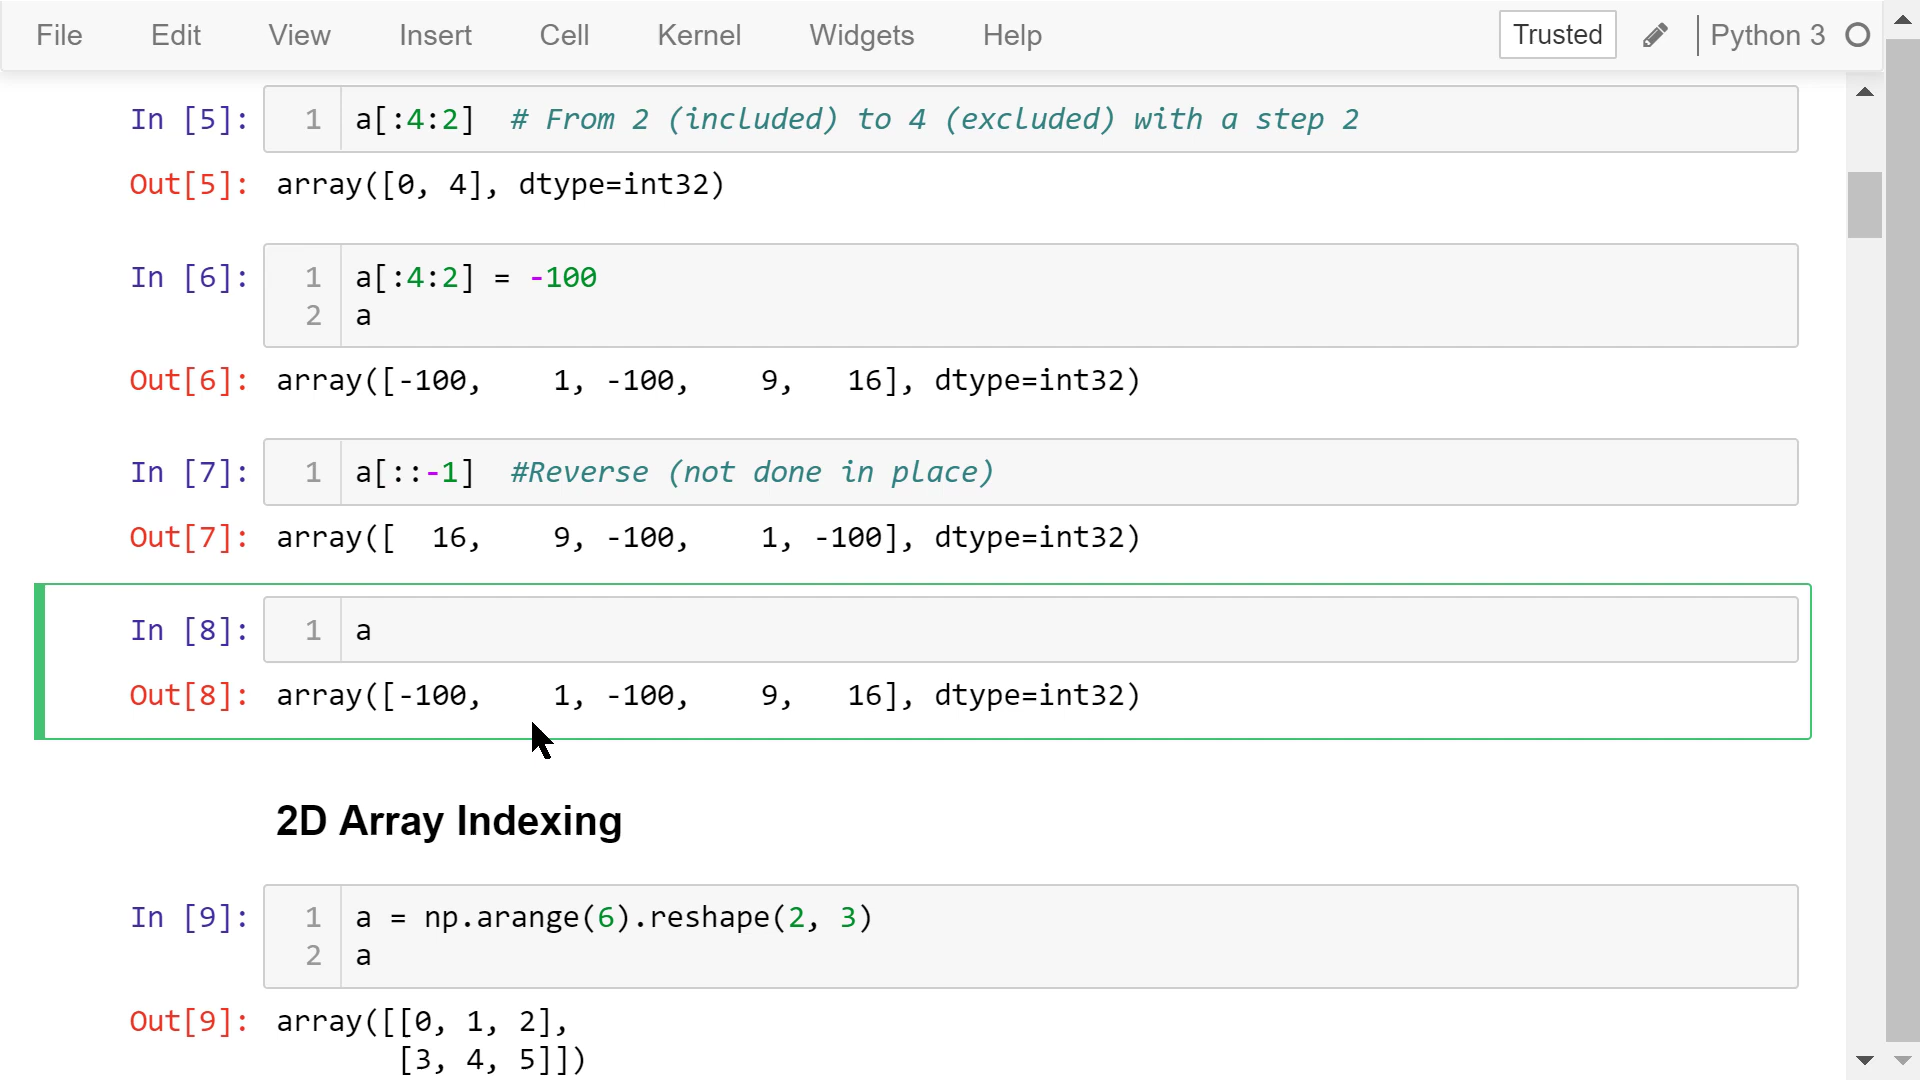 File Edit View Insert Cell Kernel Widgets Help Trusted Python 3
In [5]: 1 a[:4:2]  # From 2 (included) to 4 (excluded) with a step 2
Out[5]: array([0, 4], dtype=int32)
In [6]: 1 a[:4:2] = -100
2 a
Out[6]: array([-100,    1, -100,    9,   16], dtype=int32)
In [7]: 1 a[::-1]  #Reverse (not done in place)
Out[7]: array([  16,    9, -100,    1, -100], dtype=int32)
In [8]: 1 a
Out[8]: array([-100,    1, -100,    9,   16], dtype=int32)
2D Array Indexing
In [9]: 1 a = np.arange(6).reshape(2, 3)
2 a
Out[9]: array([[0, 1, 2],
[3, 4, 5]])